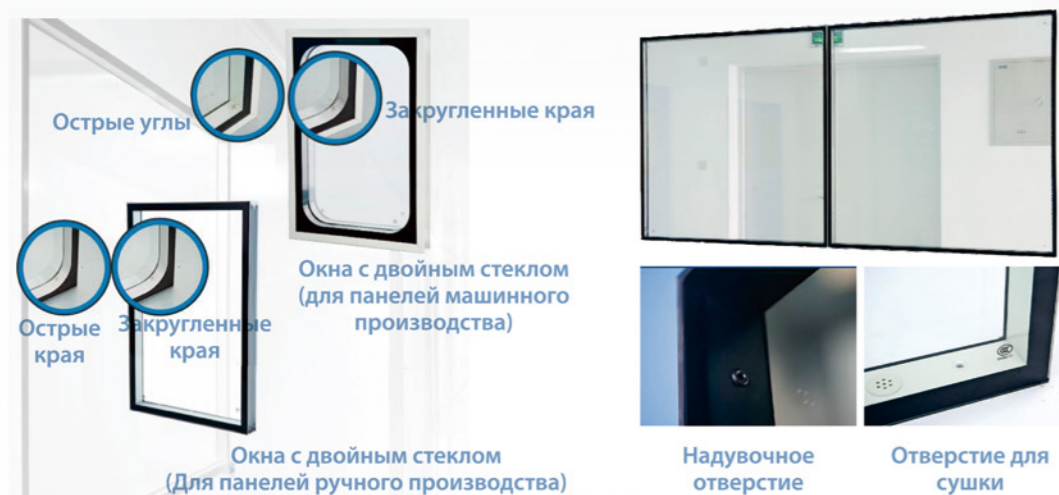 Острые углы
Закругленные края
Окна с двойным стеклом
(для панелей машинного
производства)
Острые
края
Закругленные
края
Окна с двойным стеклом
(Для панелей ручного производства)
Надувочное
отверстие
Отверстие для
сушки